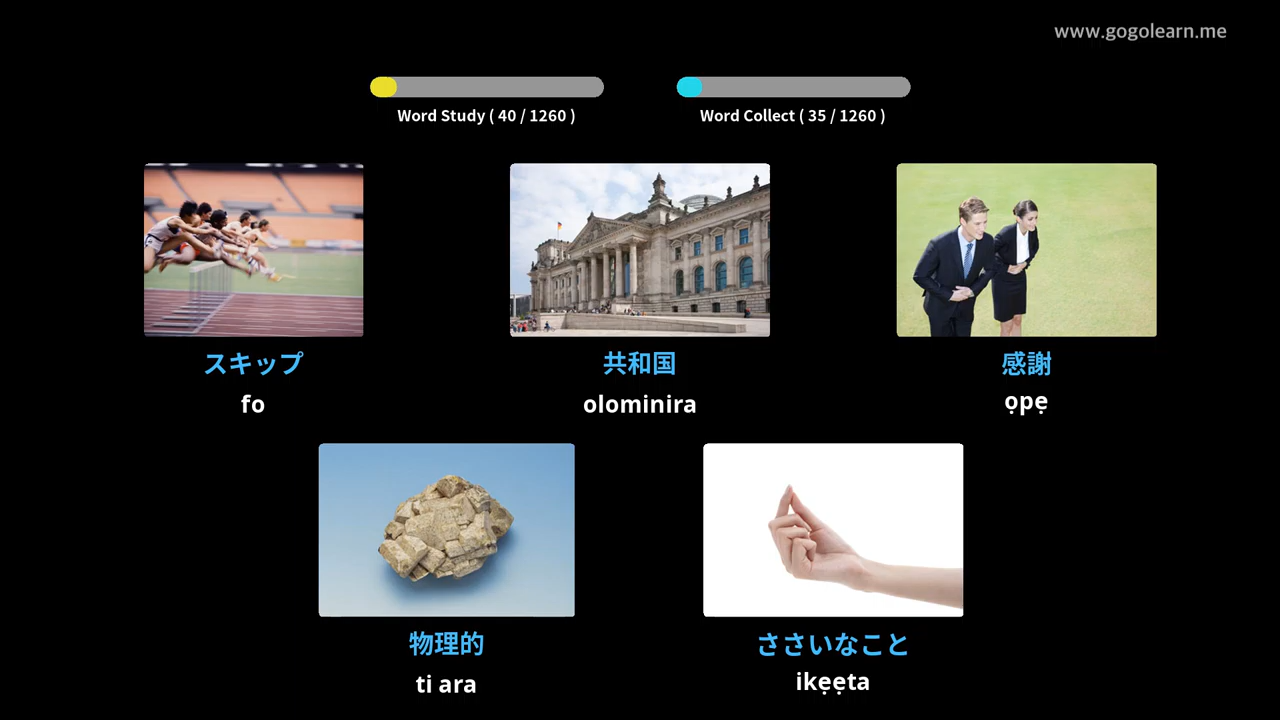 www.gogolearn.me
Word Study ( 40 / 1260 )
Word Collect ( 35 / 1260 )
スキップ
共和国
感謝
fo
olominira
ọpẹ
物理的
ささいなこと
ti ara
ikẹẹta